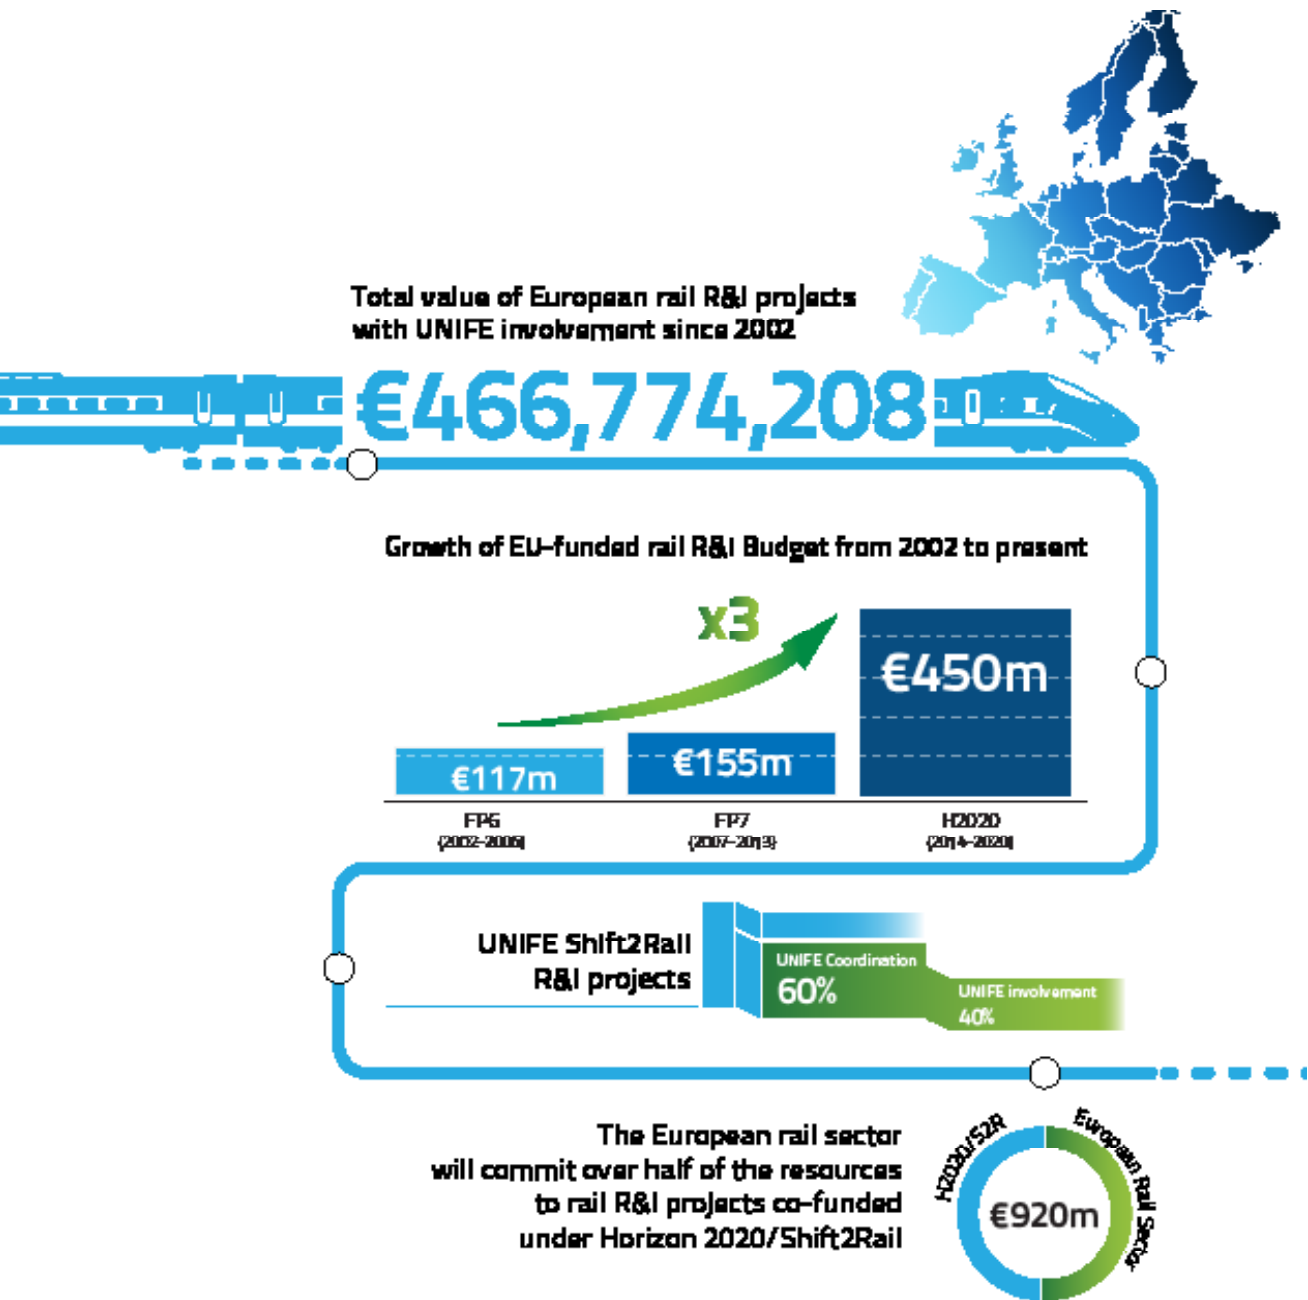 Total value of European rail R&I projects
with UNIFE involvement since 2002
€466,774,208
Growth of EU-funded rail R&I Budget from 2002 to present
x3
€117m
€155m
€450m
FP6
(2002-2006)
FP7
(2007-2013)
H2020
(2014-2020)
UNIFE Shift2Rail
R&I projects
UNIFE Coordination
60%
UNIFE involvement
40%
The European rail sector
will commit over half of the resources
to rail R&I projects co-funded
under Horizon 2020/Shift2Rail
H2020/S2R
European Rail Sector
€920m